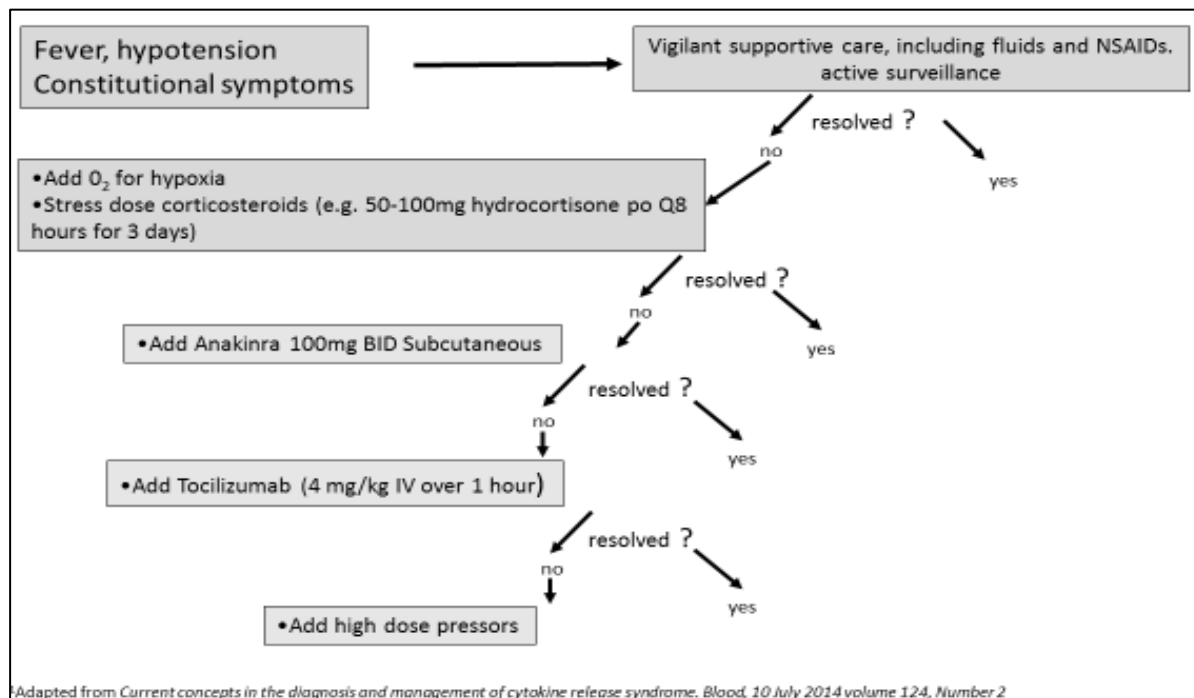 Fever, hypotension
Constitutional symptoms
Vigilant supportive care, including fluids and NSAIDs.
active surveillance
resolved ?
no
yes
•Add 0₂ for hypoxia
•Stress dose corticosteroids (e.g. 50-100mg hydrocortisone po Q8
hours for 3 days)
resolved ?
no
yes
•Add Anakinra 100mg BID Subcutaneous
resolved ?
no
yes
•Add Tocilizumab (4 mg/kg IV over 1 hour)
resolved ?
no
yes
•Add high dose pressors
Adapted from Current concepts in the diagnosis and management of cytokine release syndrome. Blood, 10 July 2014 volume 124, Number 2